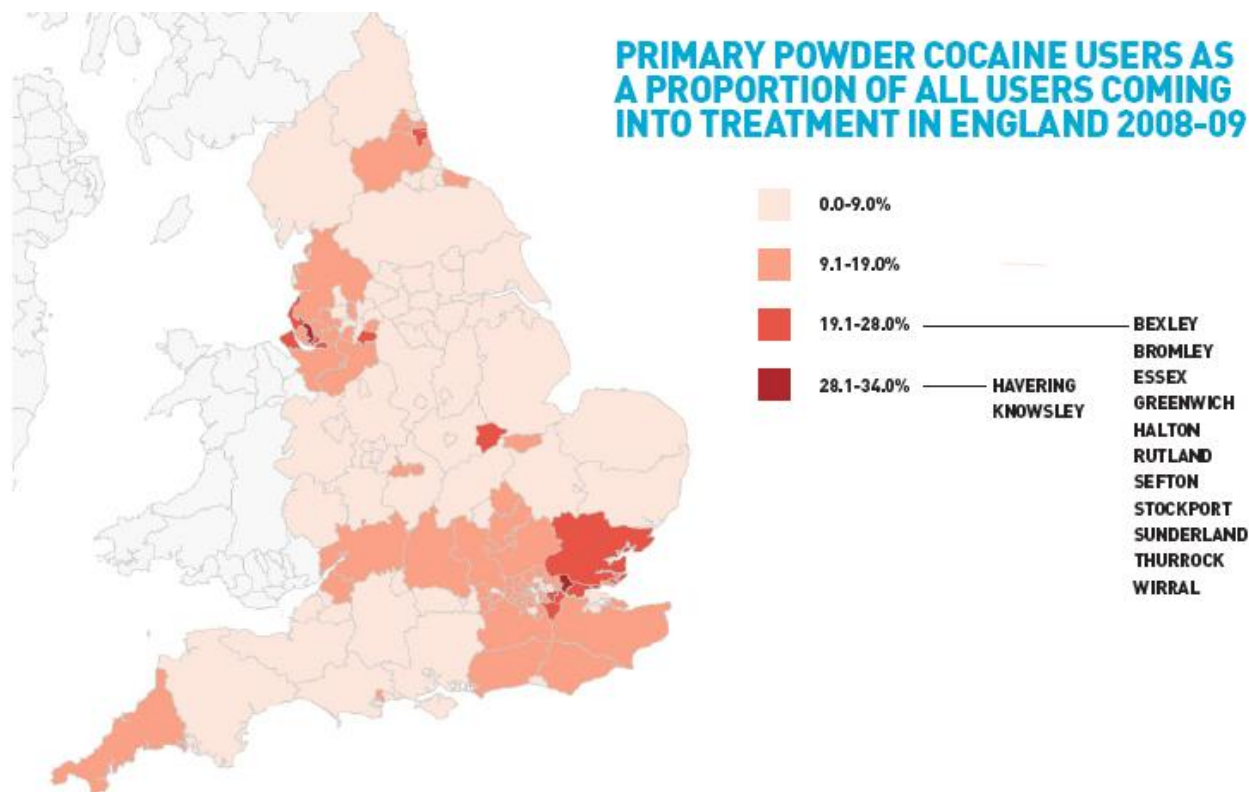 PRIMARY POWDER COCAINE USERS AS
A PROPORTION OF ALL USERS COMING
INTO TREATMENT IN ENGLAND 2008-09
0.0-9.0%
9.1-19.0%
19.1-28.0%
BEXLEY
BROMLEY
ESSEX
GREENWICH
HALTON
RUTLAND
SEFTON
STOCKPORT
SUNDERLAND
THURROCK
WIRRAL
28.1-34.0%
HAVERING
KNOWSLEY